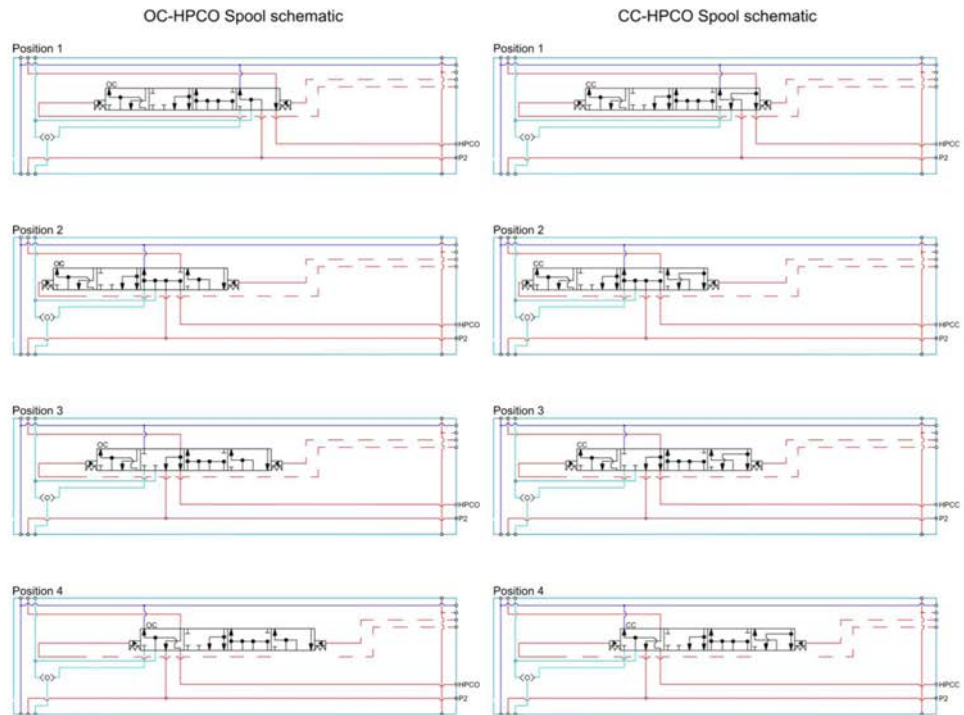 OC-HPCO Spool schematic
CC-HPCO Spool schematic
Position 1
Position 1
OC
CC
HPCO
HPCC
P2
P2
Position 2
Position 2
OC
CC
HPCO
HPCC
P2
P2
Position 3
Position 3
OC
CC
HPCO
HPCC
P2
P2
Position 4
Position 4
OC
CC
HPCO
HPCC
P2
P2